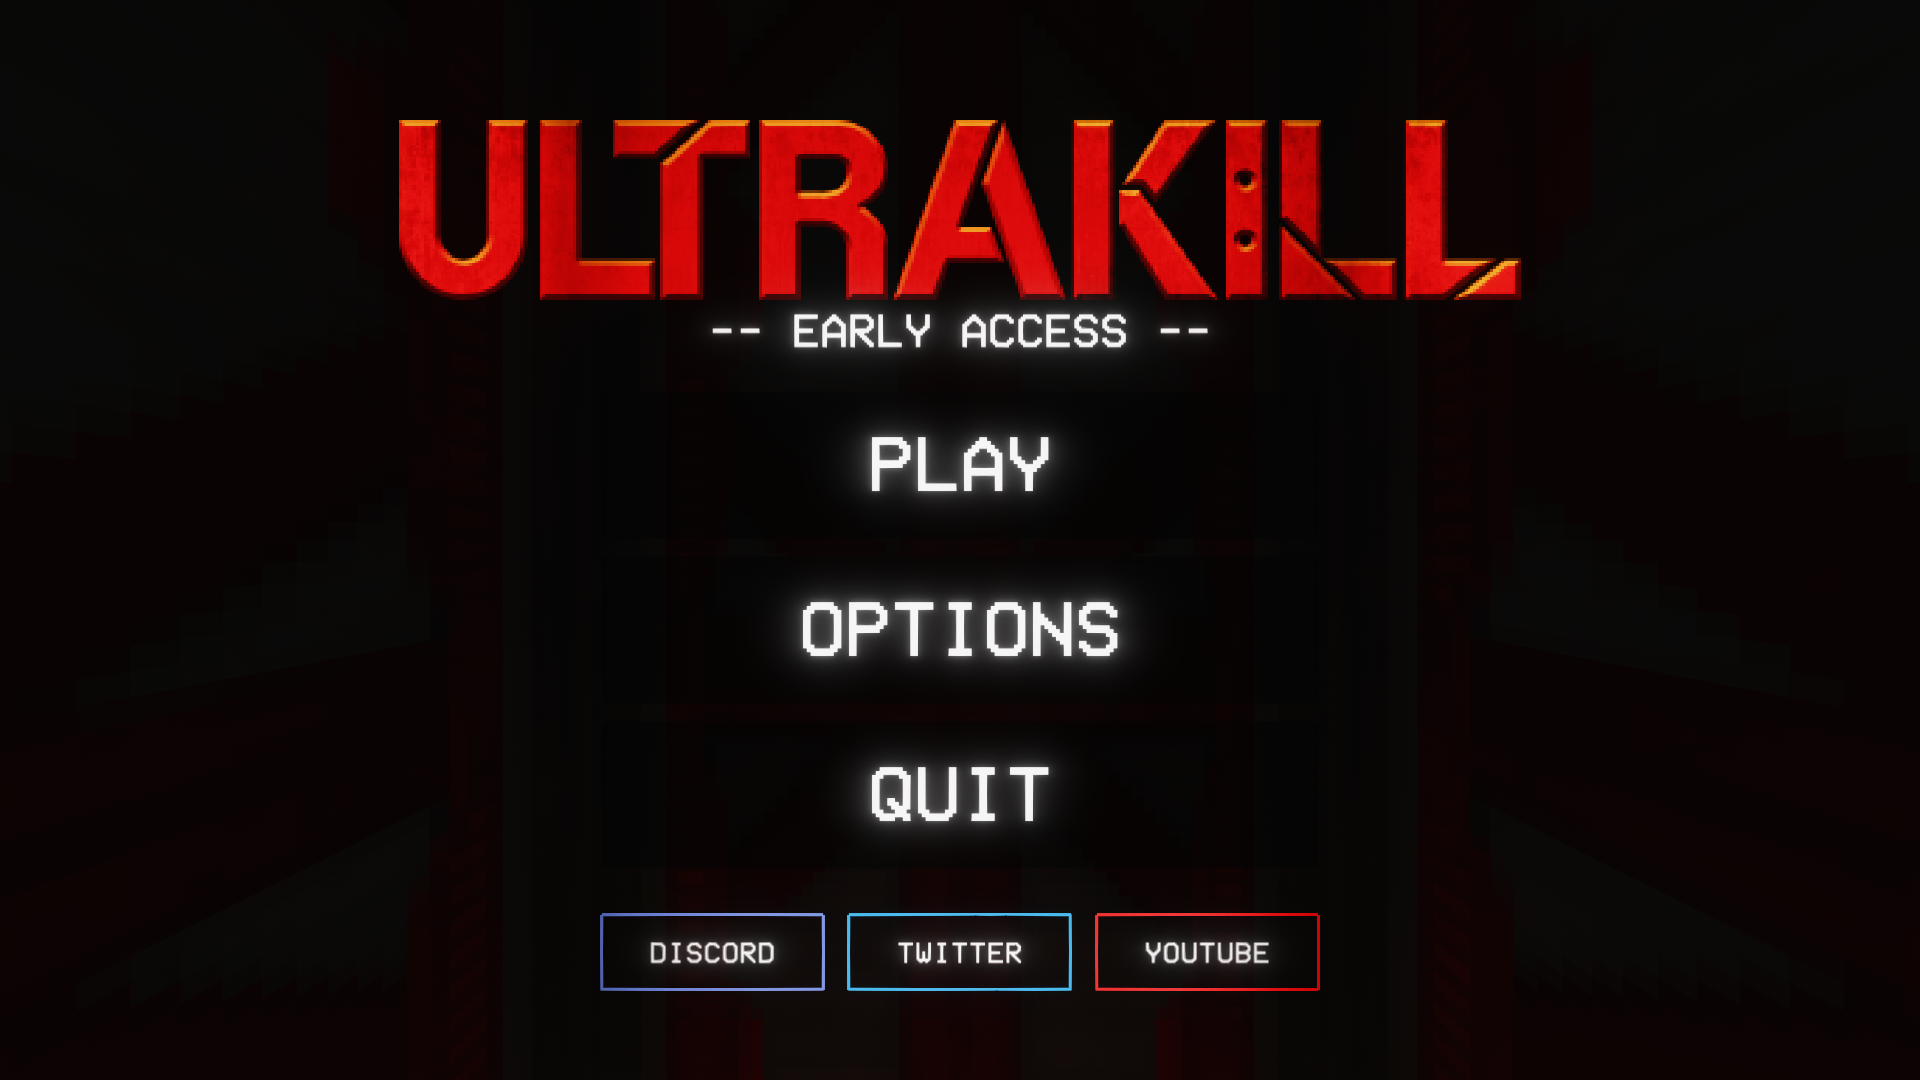 ULTRAKILL
-- EARLY ACCESS --
PLAY
OPTIONS
QUIT
DISCORD TWITTER YOUTUBE